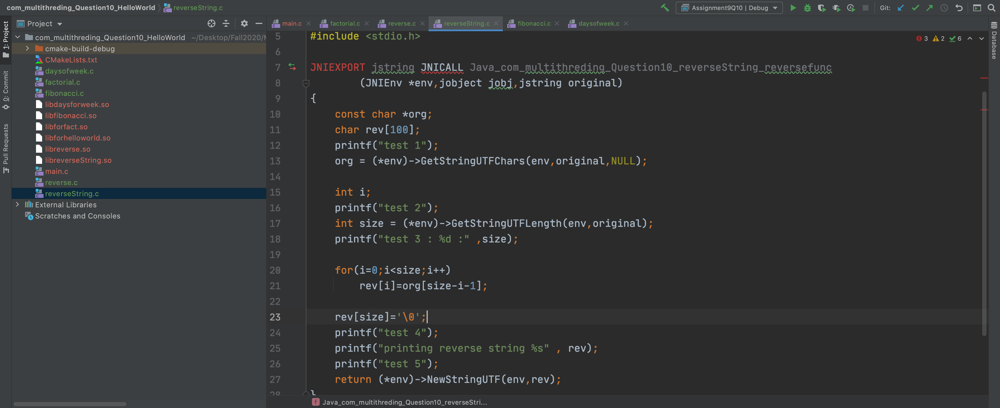 com_multithreding_Question10_HelloWorld reverseString.c Assignment9Q10 | Debug Git:
1: Project
0: Commit
Pull Requests
Project
com_multithreding_Question10_HelloWorld ~/Desktop/Fall2020/
cmake-build-debug
CMakeLists.txt
daysofweek.c
factorial.c
fibonacci.c
libdaysforweek.so
libfibonacci.so
libforfact.so
libforhelloworld.so
libreverse.so
libreverseString.so
main.c
reverse.c
reverseString.c
External Libraries
Scratches and Consoles
main.c factorial.c reverse.c reverseString.c fibonacci.c daysofweek.c
3 2 6
5 #include <stdio.h>
6
7 JNIEXPORT jstring JNICALL Java_com_multithreding_Question10_reverseString_reversefunc
8 (JNIEnv *env,jobject jobj,jstring original)
9 {
10 const char *org;
11 char rev[100];
12 printf("test 1");
13 org = (*env)->GetStringUTFChars(env,original,NULL);
14
15 int i;
16 printf("test 2");
17 int size = (*env)->GetStringUTFLength(env,original);
18 printf("test 3 : %d :" ,size);
19
20 for(i=0;i<size;i++)
21 rev[i]=org[size-i-1];
22
23 rev[size]='\0';
24 printf("test 4");
25 printf("printing reverse string %s" , rev);
26 printf("test 5");
27 return (*env)->NewStringUTF(env,rev);
28 }
Java_com_multithreding_Question10_reverseStri...
Database